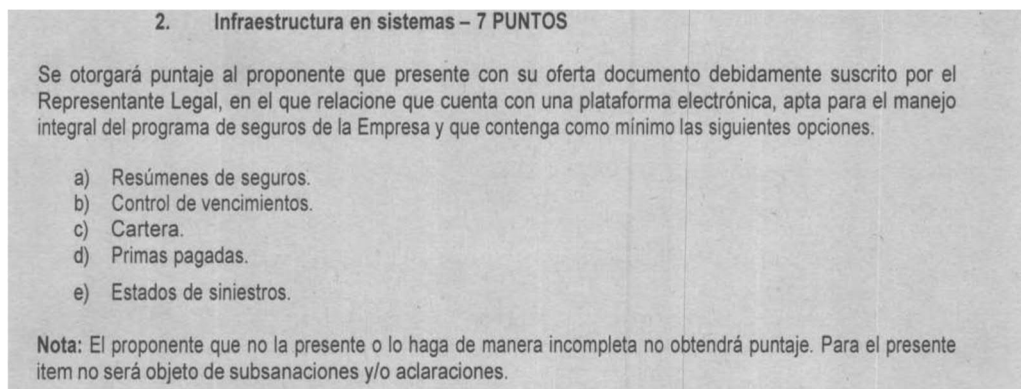 2. Infraestructura en sistemas – 7 PUNTOS
Se otorgará puntaje al proponente que presente con su oferta documento debidamente suscrito por el
Representante Legal, en el que relacione que cuenta con una plataforma electrónica, apta para el manejo
integral del programa de seguros de la Empresa y que contenga como mínimo las siguientes opciones.
a) Resúmenes de seguros.
b) Control de vencimientos.
c) Cartera.
d) Primas pagadas.
e) Estados de siniestros.
Nota: El proponente que no la presente o lo haga de manera incompleta no obtendrá puntaje. Para el presente
item no será objeto de subsanaciones y/o aclaraciones.